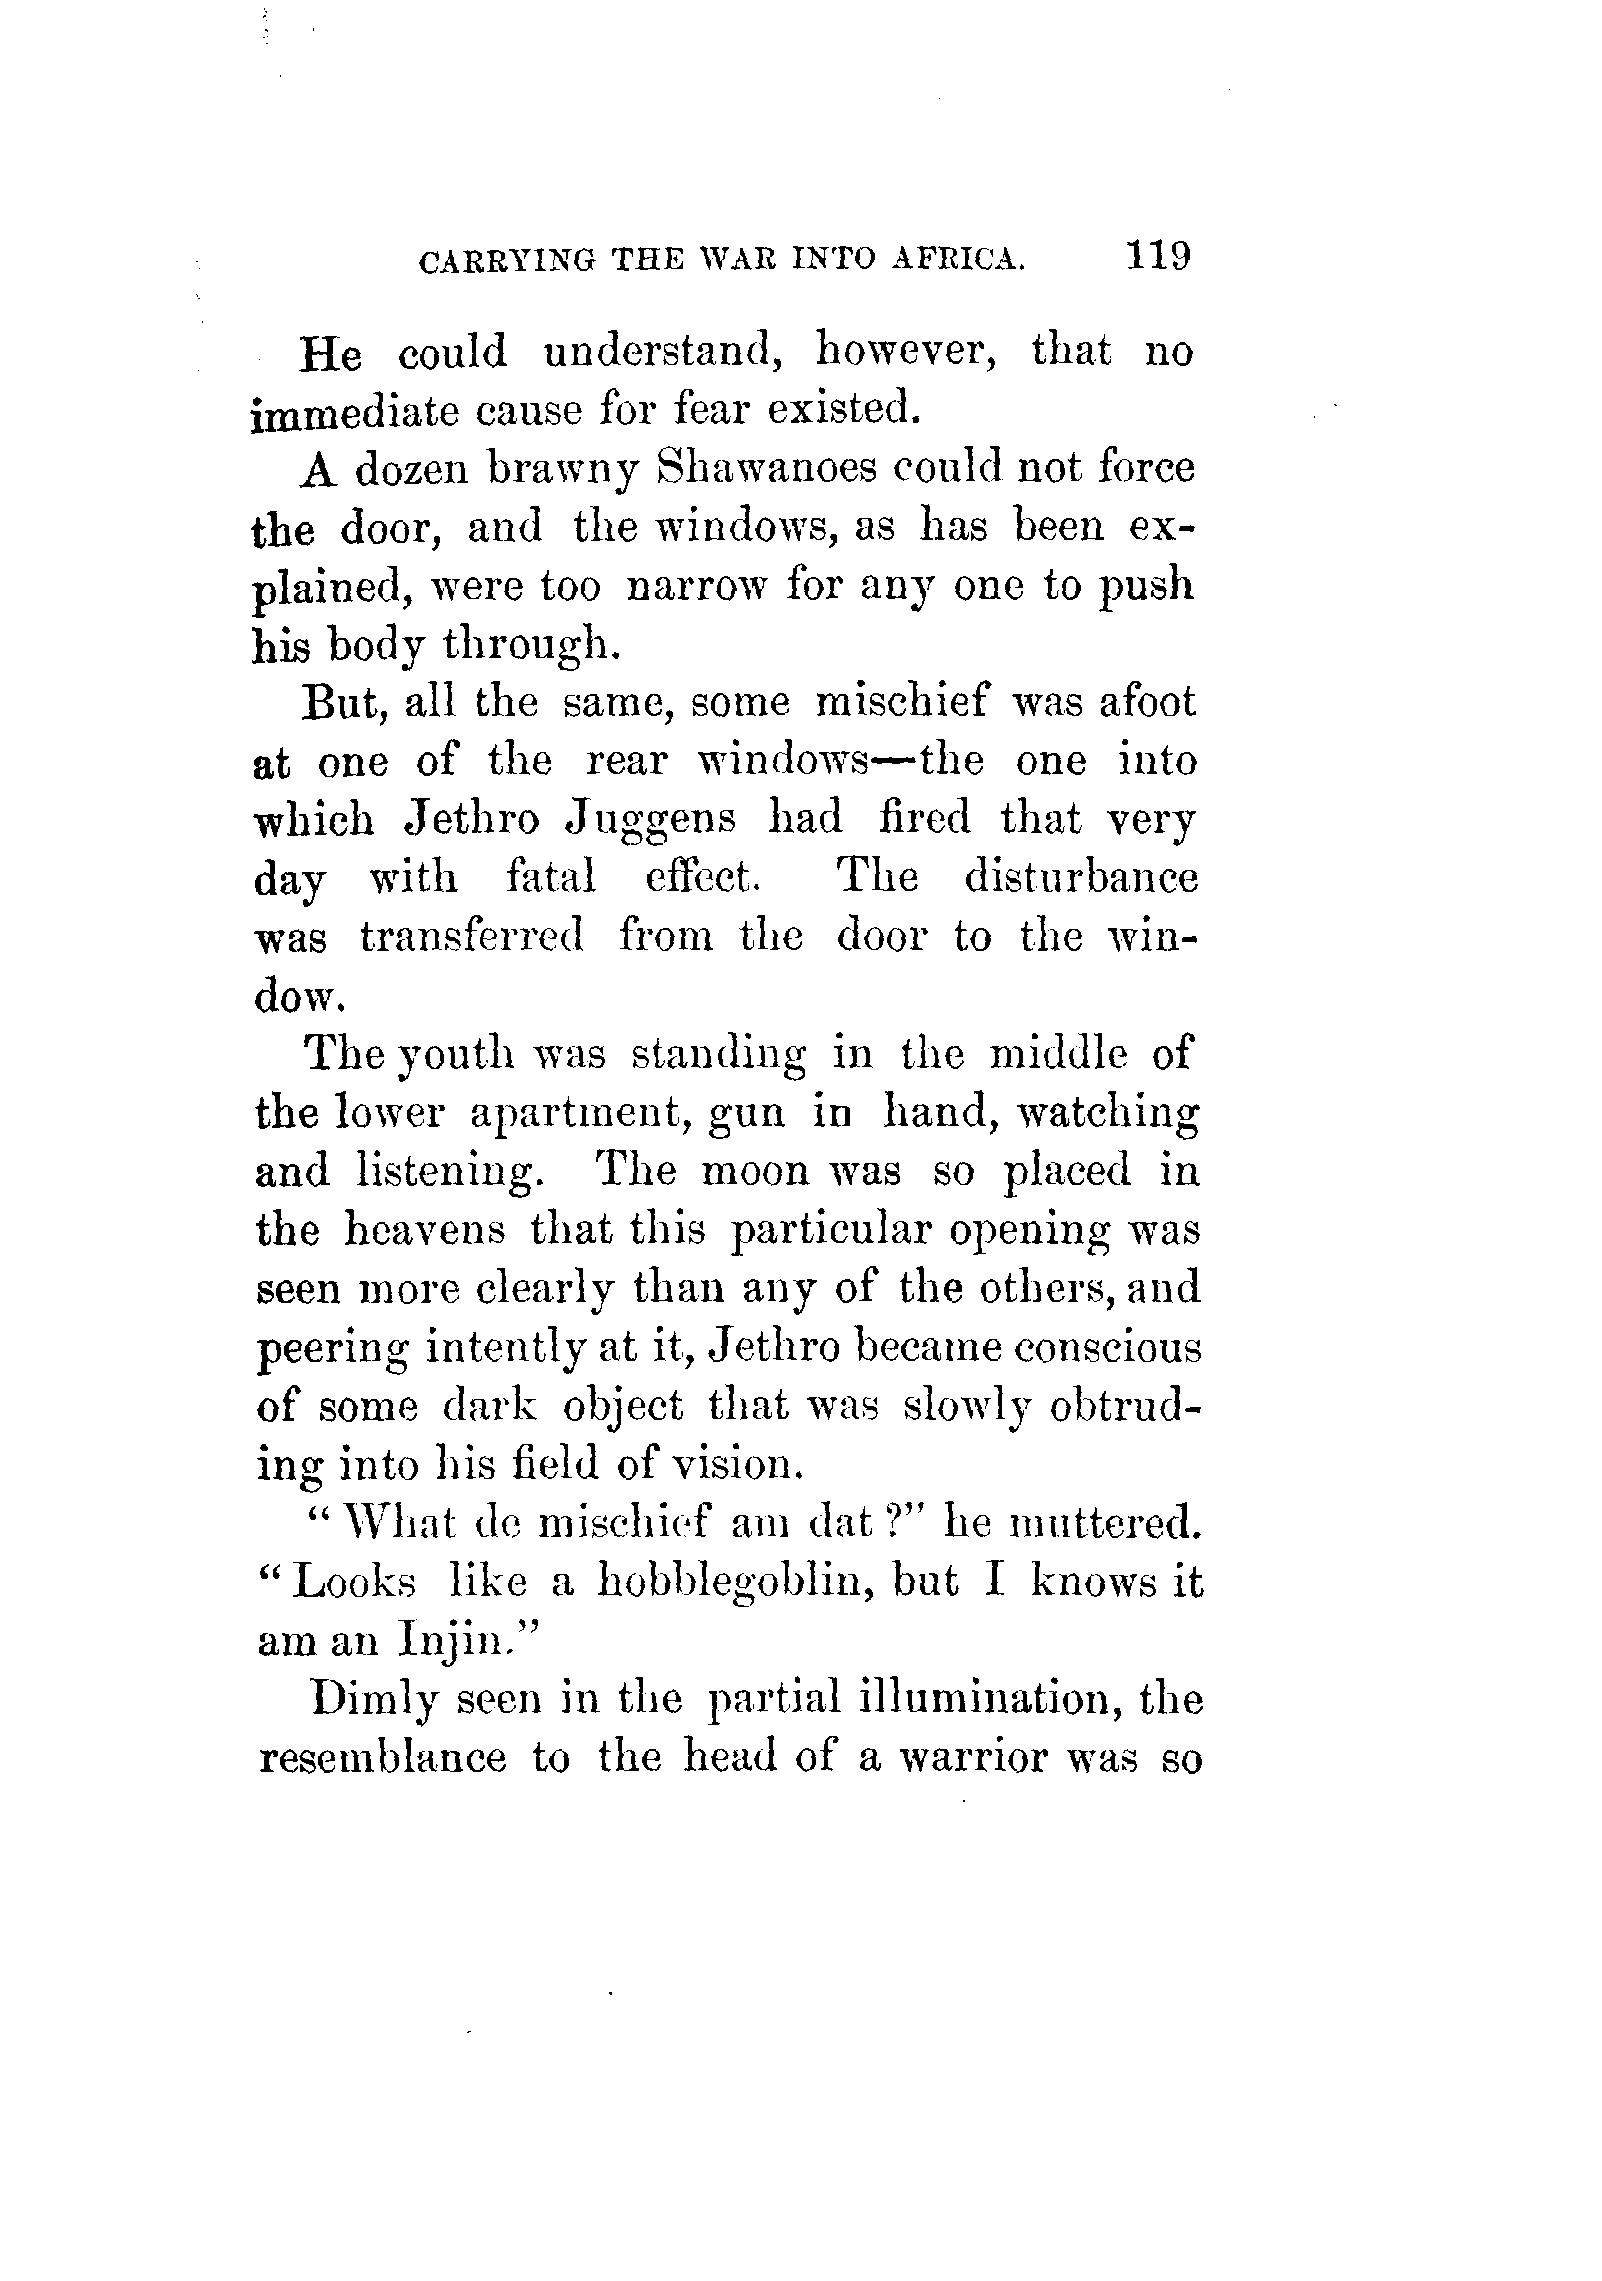 CARRYING THE WAR INTO AFRICA. 119
He could understand, however, that no
immediate cause for fear existed.
A dozen brawny Shawanoes could not force
the door, and the windows, as has been ex-
plained, were too narrow for any one to push
his body through.
But, all the same, some mischief was afoot
at one of the rear windows—the one into
which Jethro Juggens had fired that very
day with fatal effect. The disturbance
was transferred from the door to the win-
dow.
The youth was standing in the middle of
the lower apartment, gun in hand, watching
and listening. The moon was so placed in
the heavens that this particular opening was
seen more clearly than any of the others, and
peering intently at it, Jethro became conscious
of some dark object that was slowly obtrud-
ing into his field of vision.
“ What de mischief am dat ?” he muttered.
“ Looks like a hobblegoblin, but I knows it
am an Injin.”
Dimly seen in the partial illumination, the
resemblance to the head of a warrior was so